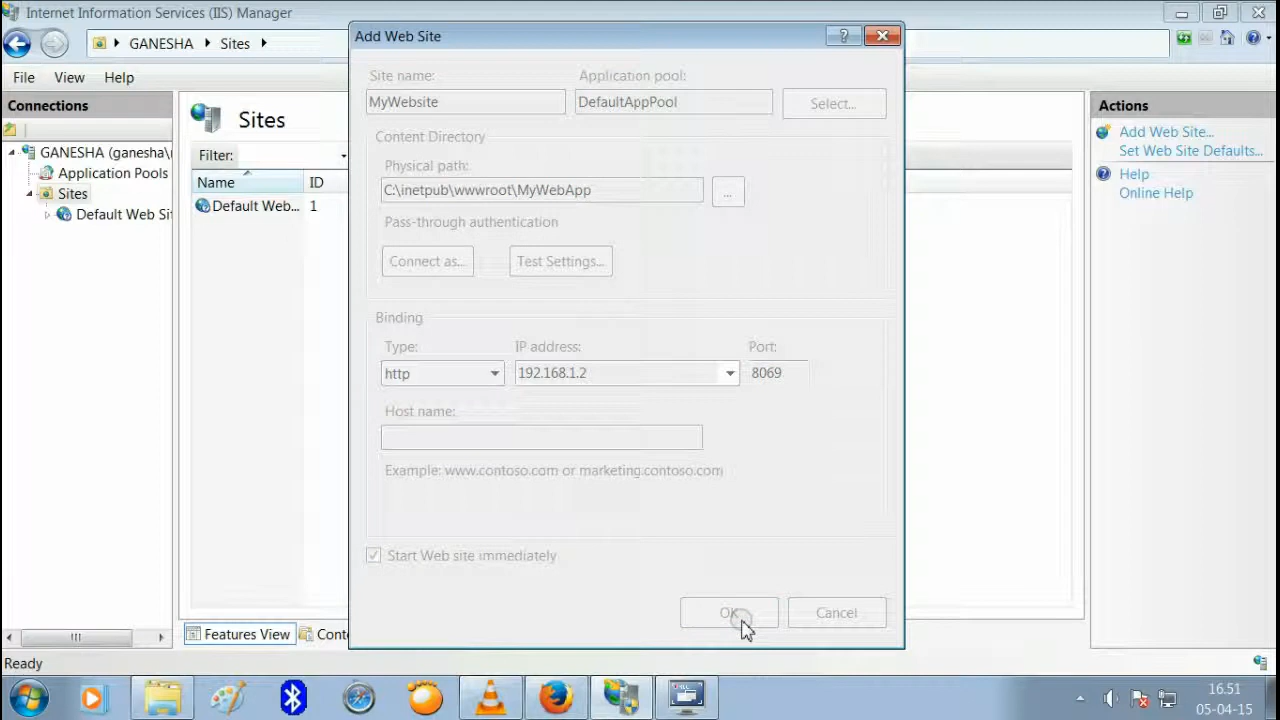 Internet Information Services (IIS) Manager
GANESHA
Sites
File
View
Help
Connections
GANESHA (ganesha\
Application Pools
Sites
Default Web Sit
Sites
Filter:
Name
ID
Default Web...
1
Features View
Conte
Add Web Site
Site name:
Application pool:
MyWebsite
DefaultAppPool
Select...
Content Directory
Physical path:
C:\inetpub\wwwroot\MyWebApp
...
Pass-through authentication
Connect as...
Test Settings...
Binding
Type:
IP address:
Port:
http
192.168.1.2
8069
Host name:
Example: www.contoso.com or marketing.contoso.com
Start Web site immediately
OK
Cancel
Actions
Add Web Site...
Set Web Site Defaults...
Help
Online Help
Ready
16.51
05-04-15